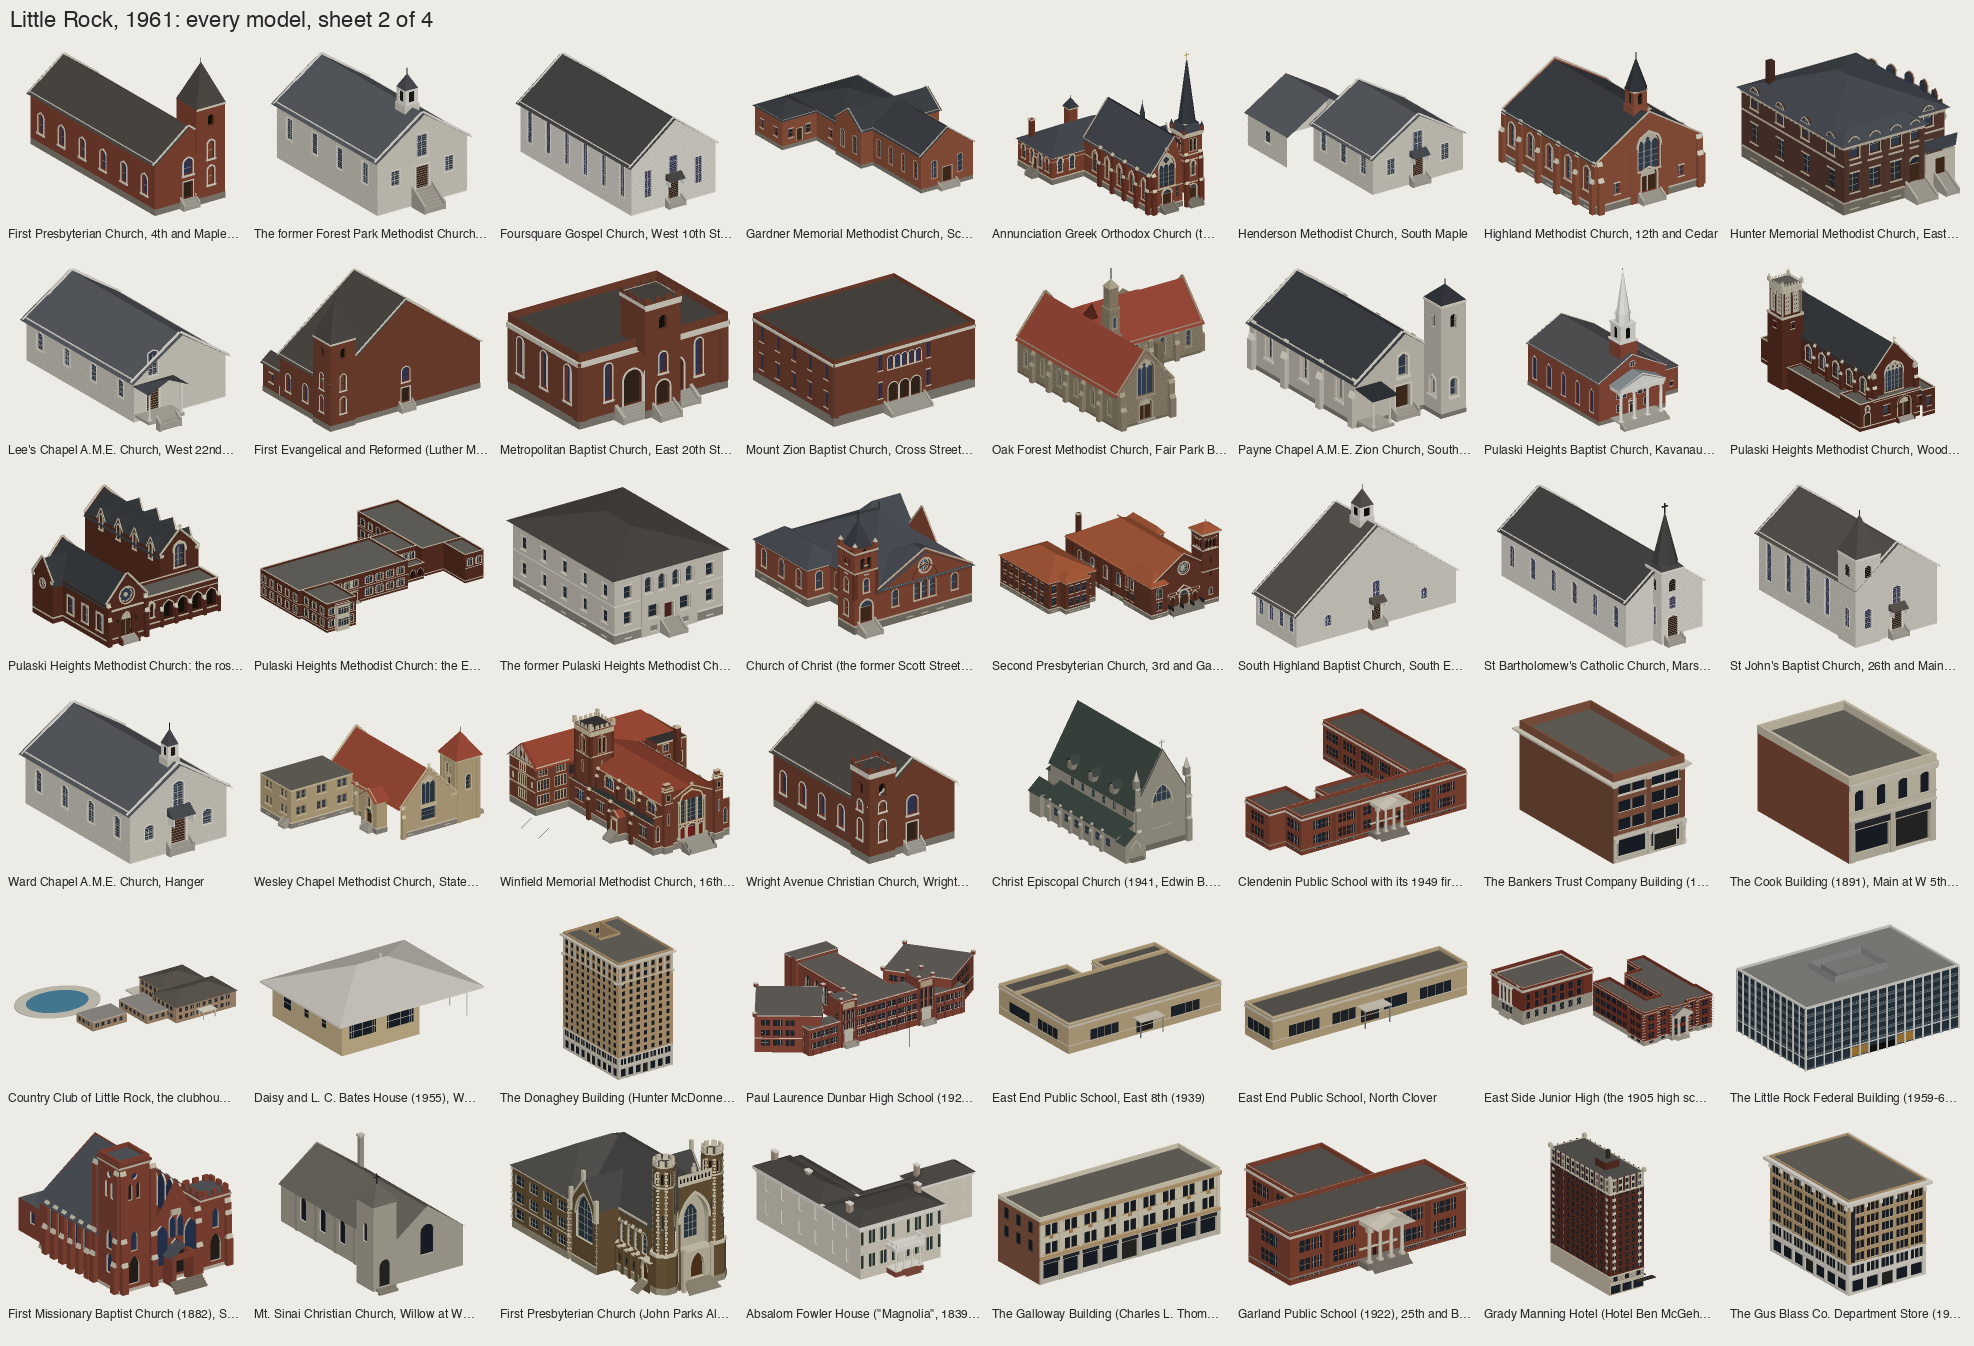 Little Rock, 1961: every model, sheet 2 of 4
First Presbyterian Church, 4th and Maple...
The former Forest Park Methodist Church...
Foursquare Gospel Church, West 10th St...
Gardner Memorial Methodist Church, Sc...
Annunciation Greek Orthodox Church (t...
Henderson Methodist Church, South Maple
Highland Methodist Church, 12th and Cedar
Hunter Memorial Methodist Church, East...
Lee's Chapel A.M.E. Church, West 22nd...
First Evangelical and Reformed (Luther M...
Metropolitan Baptist Church, East 20th St...
Mount Zion Baptist Church, Cross Street...
Oak Forest Methodist Church, Fair Park B...
Payne Chapel A.M.E. Zion Church, South...
Pulaski Heights Baptist Church, Kavanau...
Pulaski Heights Methodist Church, Wood...
Pulaski Heights Methodist Church: the ros...
Pulaski Heights Methodist Church: the E...
The former Pulaski Heights Methodist Ch...
Church of Christ (the former Scott Street...
Second Presbyterian Church, 3rd and Ga...
South Highland Baptist Church, South E...
St Bartholomew's Catholic Church, Mars...
St John's Baptist Church, 26th and Main...
Ward Chapel A.M.E. Church, Hanger
Wesley Chapel Methodist Church, State...
Winfield Memorial Methodist Church, 16th...
Wright Avenue Christian Church, Wright...
Christ Episcopal Church (1941, Edwin B....
Clendenin Public School with its 1949 fir...
The Bankers Trust Company Building (1...
The Cook Building (1891), Main at W 5th...
Country Club of Little Rock, the clubhou...
Daisy and L. C. Bates House (1955), W...
The Donaghey Building (Hunter McDonne...
Paul Laurence Dunbar High School (192...
East End Public School, East 8th (1939)
East End Public School, North Clover
East Side Junior High (the 1905 high sc...
The Little Rock Federal Building (1959-6...
First Missionary Baptist Church (1882), S...
Mt. Sinai Christian Church, Willow at W...
First Presbyterian Church (John Parks Al...
Absalom Fowler House ("Magnolia", 1839...
The Galloway Building (Charles L. Thom...
Garland Public School (1922), 25th and B...
Grady Manning Hotel (Hotel Ben McGeh...
The Gus Blass Co. Department Store (19...